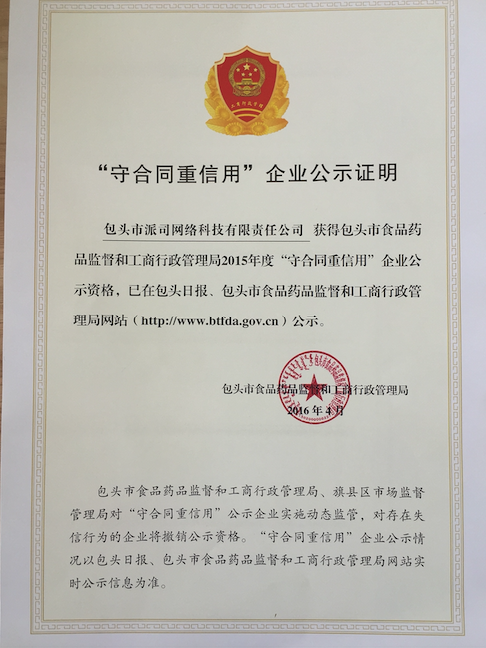 “守合同重信用”企业公示证明
包头市派司网络科技有限责任公司 获得包头市食品药
品监督和工商行政管理局2015年度“守合同重信用”企业公
示资格，已在包头日报、包头市食品药品监督和工商行政管
理局网站（http://www.btfda.gov.cn）公示。
包头市食品药品监督和工商行政管理局
2016 年 4 月
包头市食品药品监督和工商行政管理局、旗县区市场监督
管理局对“守合同重信用”公示企业实施动态监管，对存在失
信行为的企业将撤销公示资格。“守合同重信用”企业公示情
况以包头日报、包头市食品药品监督和工商行政管理局网站实
时公示信息为准。